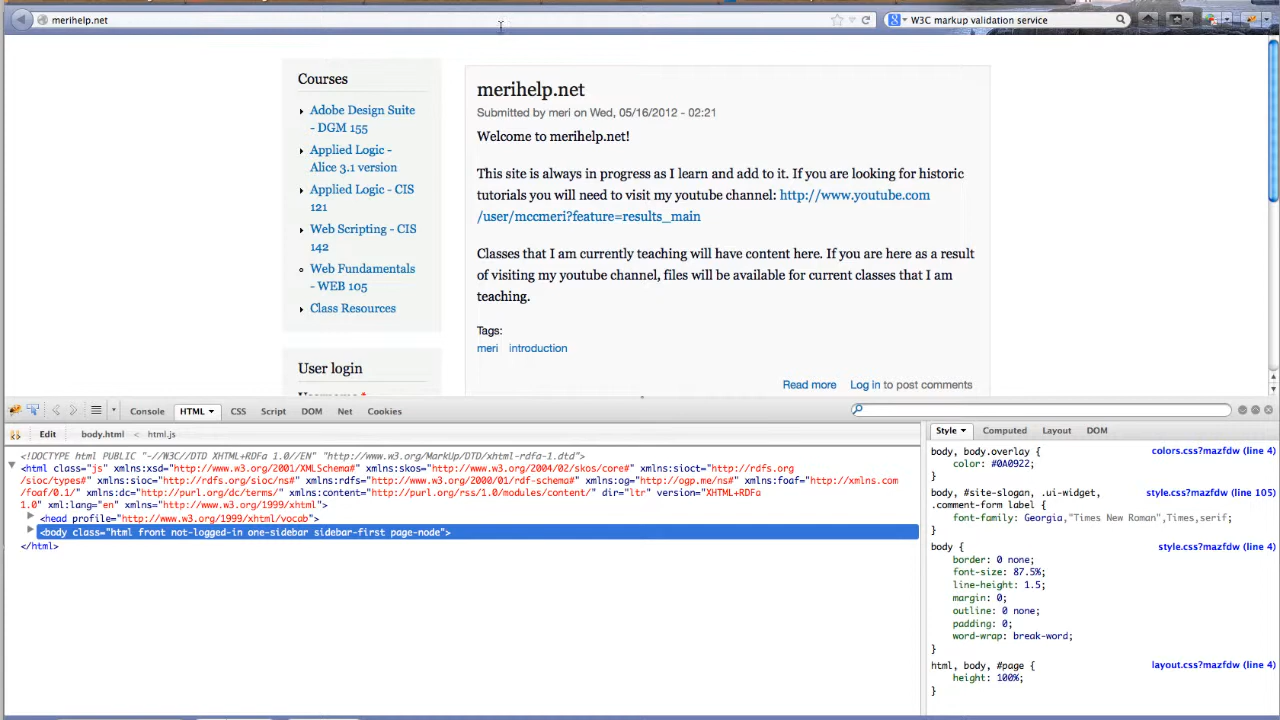 merihelp.net
W3C markup validation service
Courses
Adobe Design Suite
- DGM 155
Applied Logic -
Alice 3.1 version
Applied Logic - CIS
121
Web Scripting - CIS
142
Web Fundamentals
- WEB 105
Class Resources
User login
merihelp.net
Submitted by meri on Wed, 05/16/2012 - 02:21
Welcome to merihelp.net!
This site is always in progress as I learn and add to it. If you are looking for historic
tutorials you will need to visit my youtube channel: http://www.youtube.com
/user/mccmeri?feature=results_main
Classes that I am currently teaching will have content here. If you are here as a result
of visiting my youtube channel, files will be available for current classes that I am
teaching.
Tags:
meri introduction
Read more Log in to post comments
Console HTML CSS Script DOM Net Cookies
Edit body.html < html.js
<!DOCTYPE html PUBLIC "-//W3C//DTD XHTML+RDFa 1.0//EN" "http://www.w3.org/MarkUp/DTD/xhtml-rdfa-1.dtd">
<html class="js" xmlns:xsd="http://www.w3.org/2001/XMLSchema#" xmlns:skos="http://www.w3.org/2004/02/skos/core#" xmlns:sioct="http://rdfs.org
/sioc/types#" xmlns:sioc="http://rdfs.org/sioc/ns#" xmlns:rdfs="http://www.w3.org/2000/01/rdf-schema#" xmlns:og="http://ogp.me/ns#" xmlns:foaf="http://xmlns.com
/foaf/0.1/" xmlns:dc="http://purl.org/dc/terms/" xmlns:content="http://purl.org/rss/1.0/modules/content/" dir="ltr" version="XHTML+RDFa
1.0" xml:lang="en" xmlns="http://www.w3.org/1999/xhtml">
<head profile="http://www.w3.org/1999/xhtml/vocab">
<body class="html front not-logged-in one-sidebar sidebar-first page-node">
</html>
Style Computed Layout DOM
body, body.overlay { colors.css?mazfdw (line 4)
color: #0A0922;
}
body, #site-slogan, .ui-widget, style.css?mazfdw (line 105)
.comment-form label {
font-family: Georgia,"Times New Roman",Times,serif;
}
body { style.css?mazfdw (line 4)
border: 0 none;
font-size: 87.5%;
line-height: 1.5;
margin: 0;
outline: 0 none;
padding: 0;
word-wrap: break-word;
}
html, body, #page { layout.css?mazfdw (line 4)
height: 100%;
}